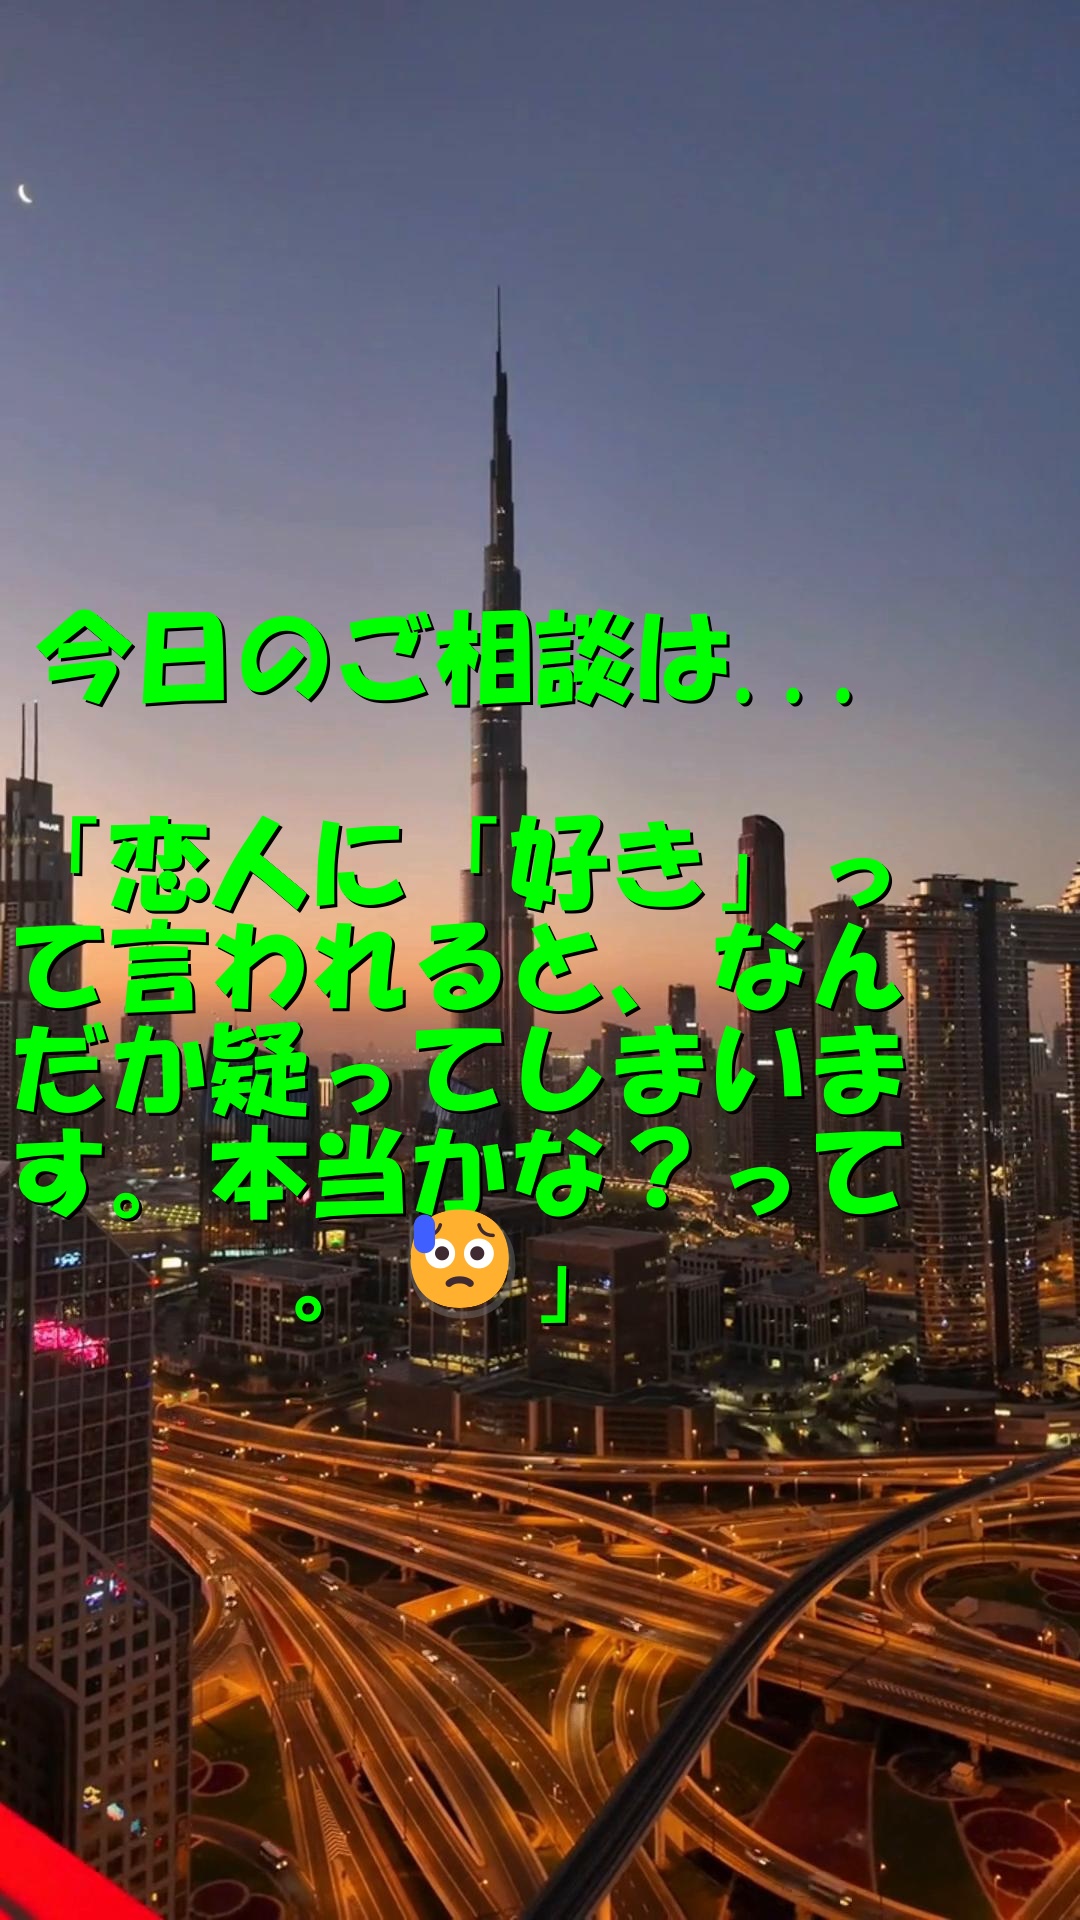 今日のご相談は...
「恋人に「好き」っ
て言われると、なん
だか疑ってしまいま
す。本当かな？って
。😥」